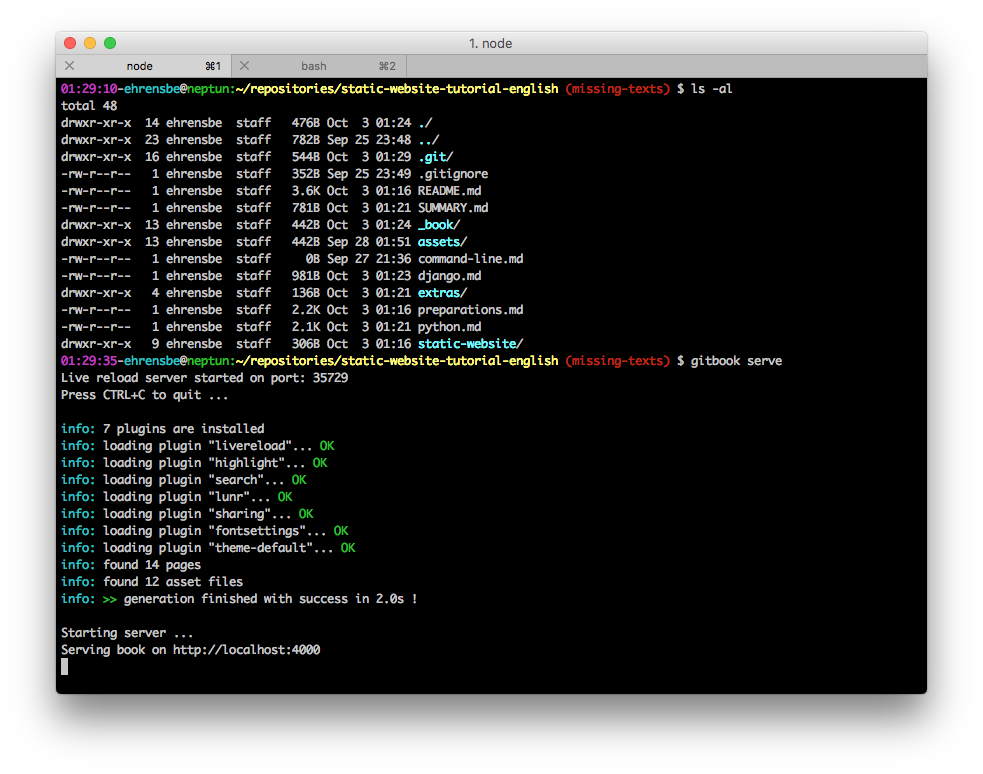 1. node
node ⌘1 bash ⌘2
01:29:10-ehrensbe@neptun:~/repositories/static-website-tutorial-english (missing-texts) $ ls -al
total 48
drwxr-xr-x  14 ehrensbe  staff   476B Oct  3 01:24 ./
drwxr-xr-x  23 ehrensbe  staff   782B Sep 25 23:48 ../
drwxr-xr-x  16 ehrensbe  staff   544B Oct  3 01:29 .git/
-rw-r--r--   1 ehrensbe  staff   352B Sep 25 23:49 .gitignore
-rw-r--r--   1 ehrensbe  staff   3.6K Oct  3 01:16 README.md
-rw-r--r--   1 ehrensbe  staff   781B Oct  3 01:21 SUMMARY.md
drwxr-xr-x  13 ehrensbe  staff   442B Oct  3 01:24 _book/
drwxr-xr-x  13 ehrensbe  staff   442B Sep 28 01:51 assets/
-rw-r--r--   1 ehrensbe  staff     0B Sep 27 21:36 command-line.md
-rw-r--r--   1 ehrensbe  staff   981B Oct  3 01:23 django.md
drwxr-xr-x   4 ehrensbe  staff   136B Oct  3 01:21 extras/
-rw-r--r--   1 ehrensbe  staff   2.2K Oct  3 01:16 preparations.md
-rw-r--r--   1 ehrensbe  staff   2.1K Oct  3 01:21 python.md
drwxr-xr-x   9 ehrensbe  staff   306B Oct  3 01:16 static-website/
01:29:35-ehrensbe@neptun:~/repositories/static-website-tutorial-english (missing-texts) $ gitbook serve
Live reload server started on port: 35729
Press CTRL+C to quit ...
info: 7 plugins are installed
info: loading plugin "livereload"... OK
info: loading plugin "highlight"... OK
info: loading plugin "search"... OK
info: loading plugin "lunr"... OK
info: loading plugin "sharing"... OK
info: loading plugin "fontsettings"... OK
info: loading plugin "theme-default"... OK
info: found 14 pages
info: found 12 asset files
info: >> generation finished with success in 2.0s !
Starting server ...
Serving book on http://localhost:4000